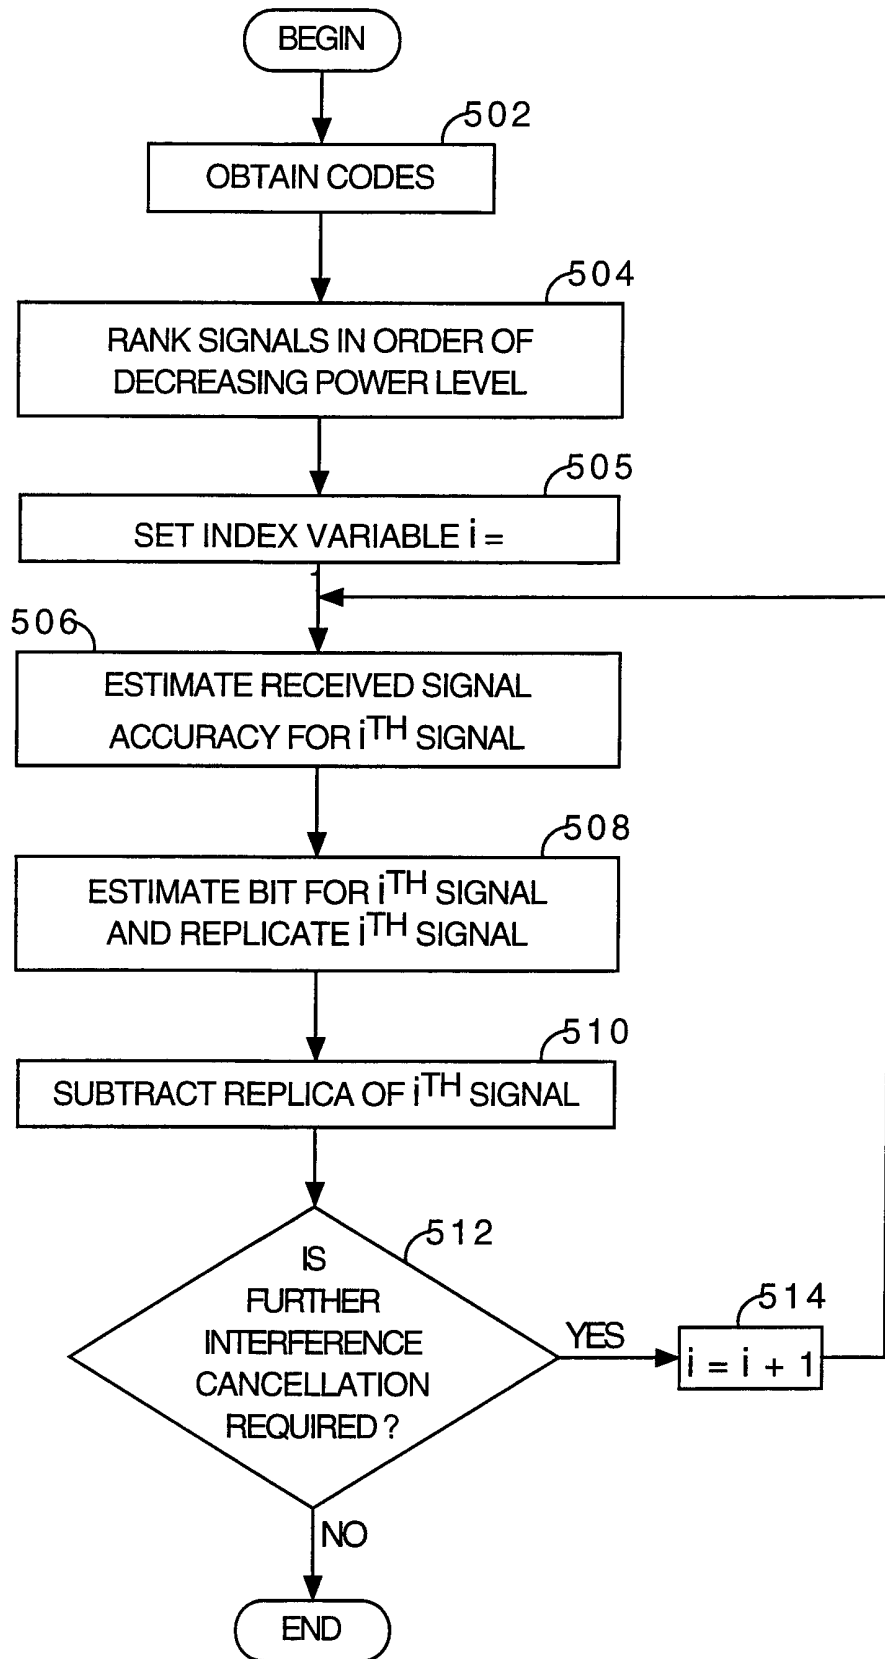 BEGIN
502
OBTAIN CODES
504
RANK SIGNALS IN ORDER OF
DECREASING POWER LEVEL
505
SET INDEX VARIABLE i =
506
ESTIMATE RECEIVED SIGNAL
ACCURACY FOR iTH SIGNAL
508
ESTIMATE BIT FOR iTH SIGNAL
AND REPLICATE iTH SIGNAL
510
SUBTRACT REPLICA OF iTH SIGNAL
512
IS
FURTHER
INTERFERENCE
CANCELLATION
REQUIRED?
YES
514
i = i + 1
NO
END